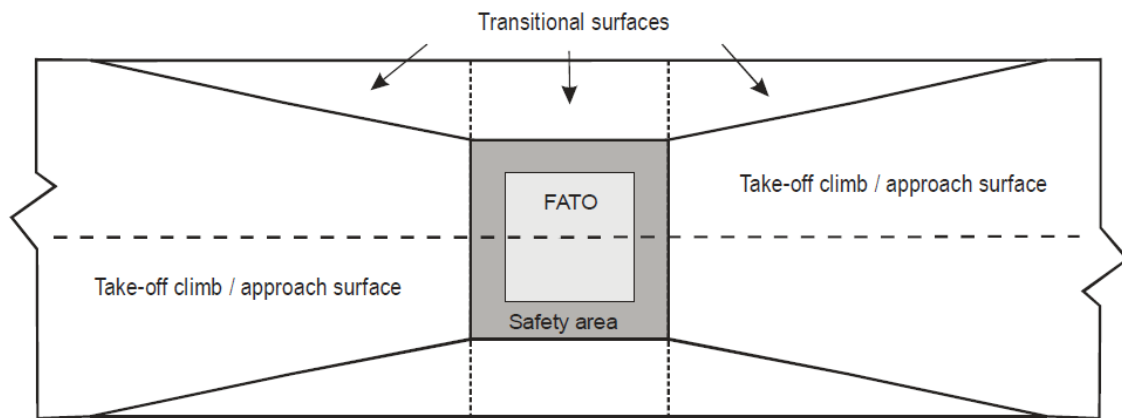 Transitional surfaces
Take-off climb / approach surface
FATO
Take-off climb / approach surface
Safety area